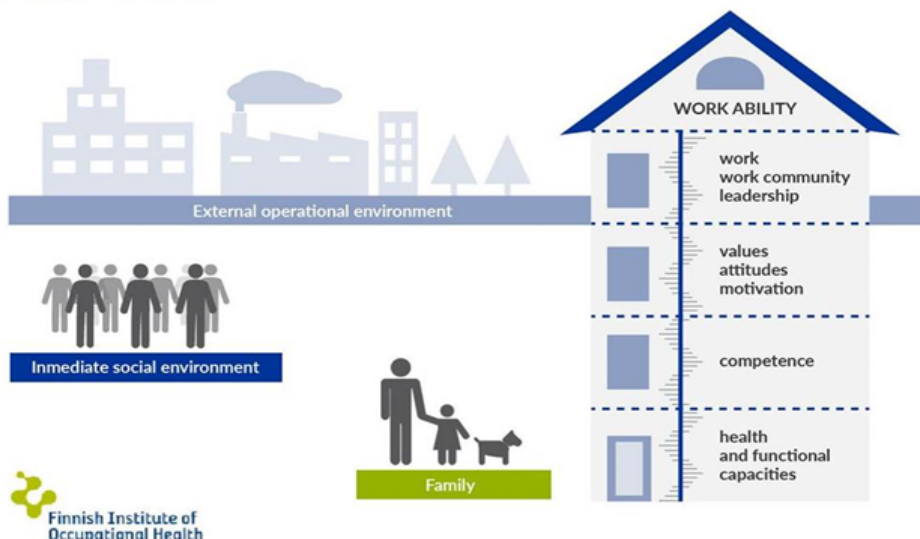 WORK ABILITY
work
work community
leadership
External operational environment
values
attitudes
motivation
Inmediate social environment
competence
health
and functional
capacities
Family
Finnish Institute of
Occupational Health